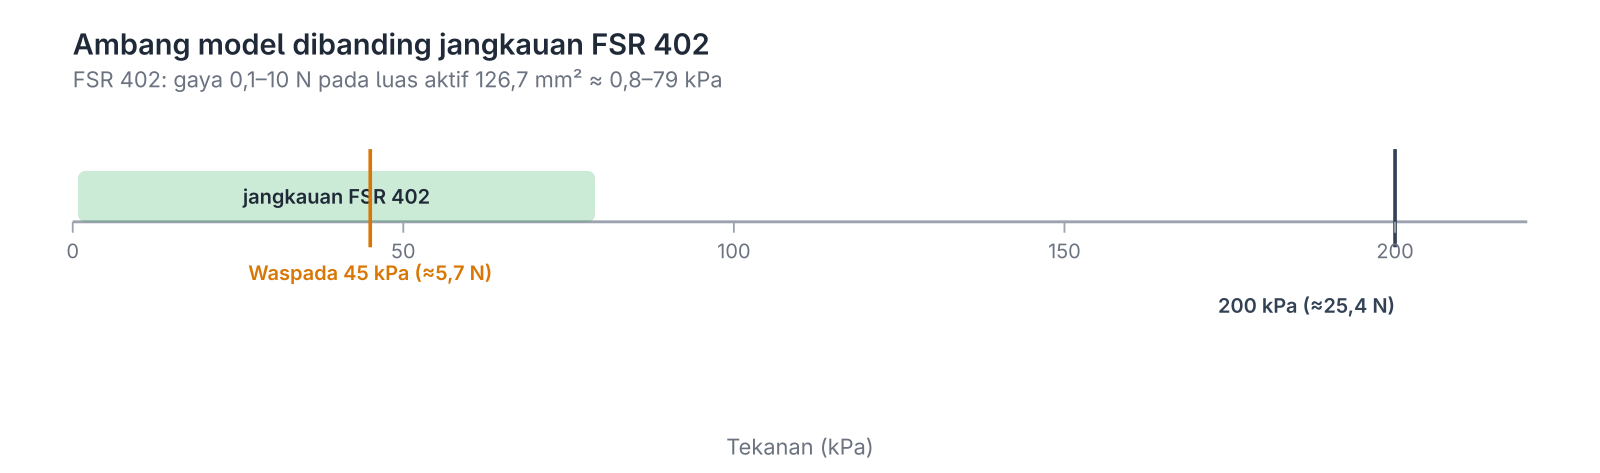 Ambang model dibanding jangkauan FSR 402
FSR 402: gaya 0,1–10 N pada luas aktif 126,7 mm² ≈ 0,8–79 kPa
jangkauan FSR 402
0 50 100 150 200
Waspada 45 kPa (≈5,7 N)
200 kPa (≈25,4 N)
Tekanan (kPa)